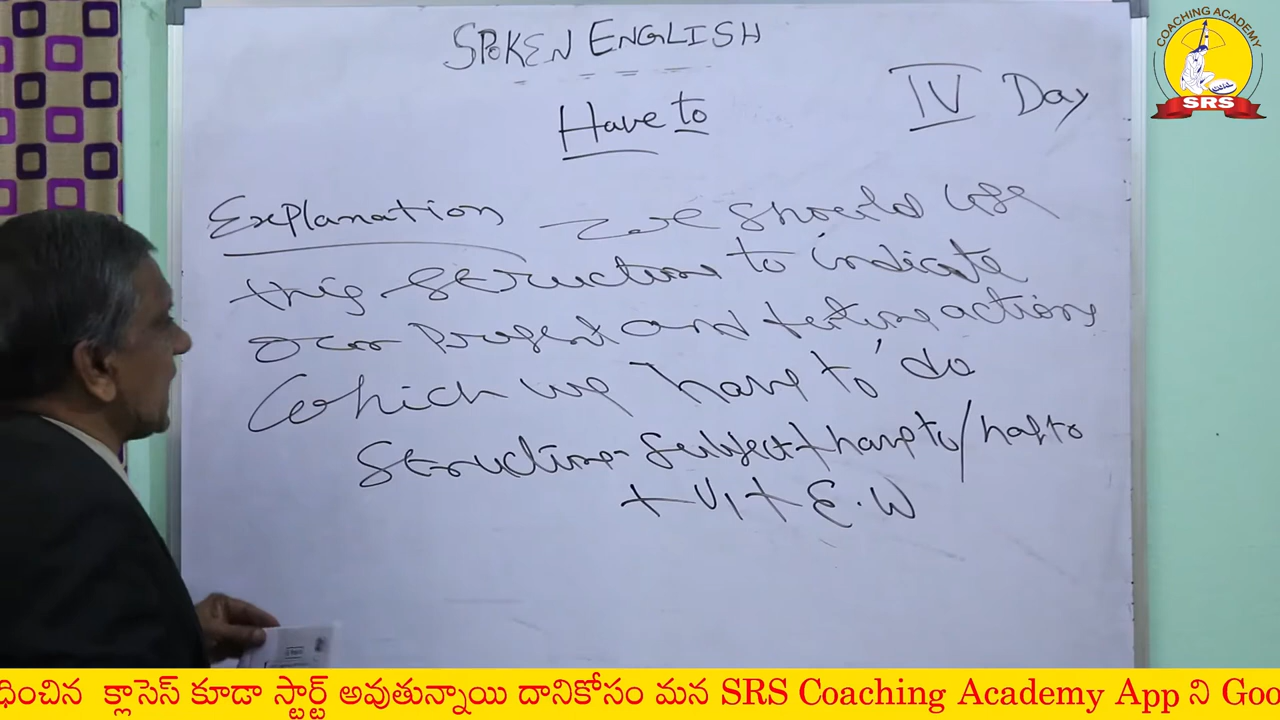 SPOKEN ENGLISH
Have to
IV Day
Explanation We should use
this structure to indicate
our present and future actions
Which we have to do
Structure - Subject + have to / has to
+ V1 + E.W
COACHING ACADEMY
SRS
ధించిన క్లాసెస్ కూడా స్టార్ట్ అవుతున్నాయి దానికోసం మన SRS Coaching Academy App ని Goo